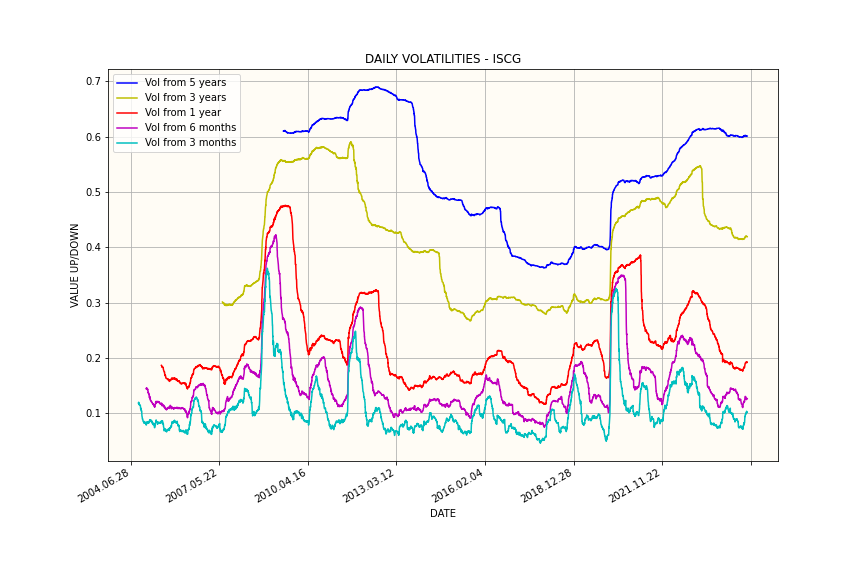 DAILY VOLATILITIES - ISCG
Vol from 5 years
Vol from 3 years
Vol from 1 year
Vol from 6 months
Vol from 3 months
VALUE UP/DOWN
0.7
0.6
0.5
0.4
0.3
0.2
0.1
2004.06.28
2007.05.22
2010.04.16
2013.03.12
2016.02.04
2018.12.28
2021.11.22
DATE